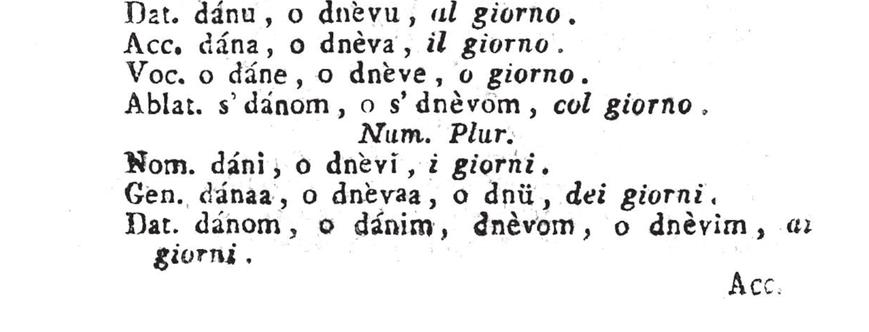 Dat. dánu, o dnèvu, al giorno.
Acc. dána, o dnèva, il giorno.
Voc. o dáne, o dnève, o giorno.
Ablat. s' dánom, o s' dnèvom, col giorno.
Num. Plur.
Nom. dáni, o dnèvi, i giorni.
Gen. dánaa, o dnèvaa, o dnü, dei giorni.
Dat. dánom, o dánim, dnèvom, o dnèvim, ai
giorni.
Acc.